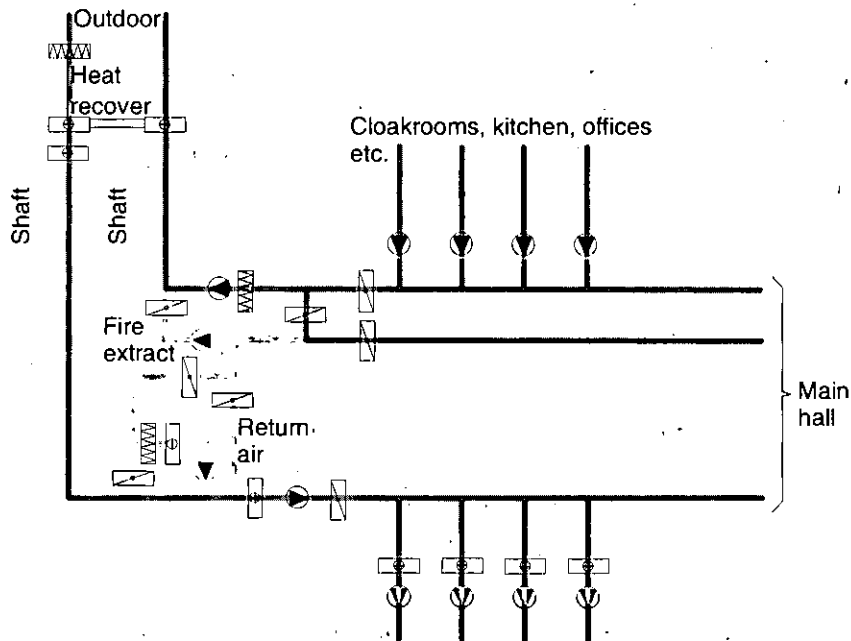 Outdoor
Heat
recover
Cloakrooms, kitchen, offices
etc.
Shaft
Shaft
Fire
extract
Return
air
Main
hall